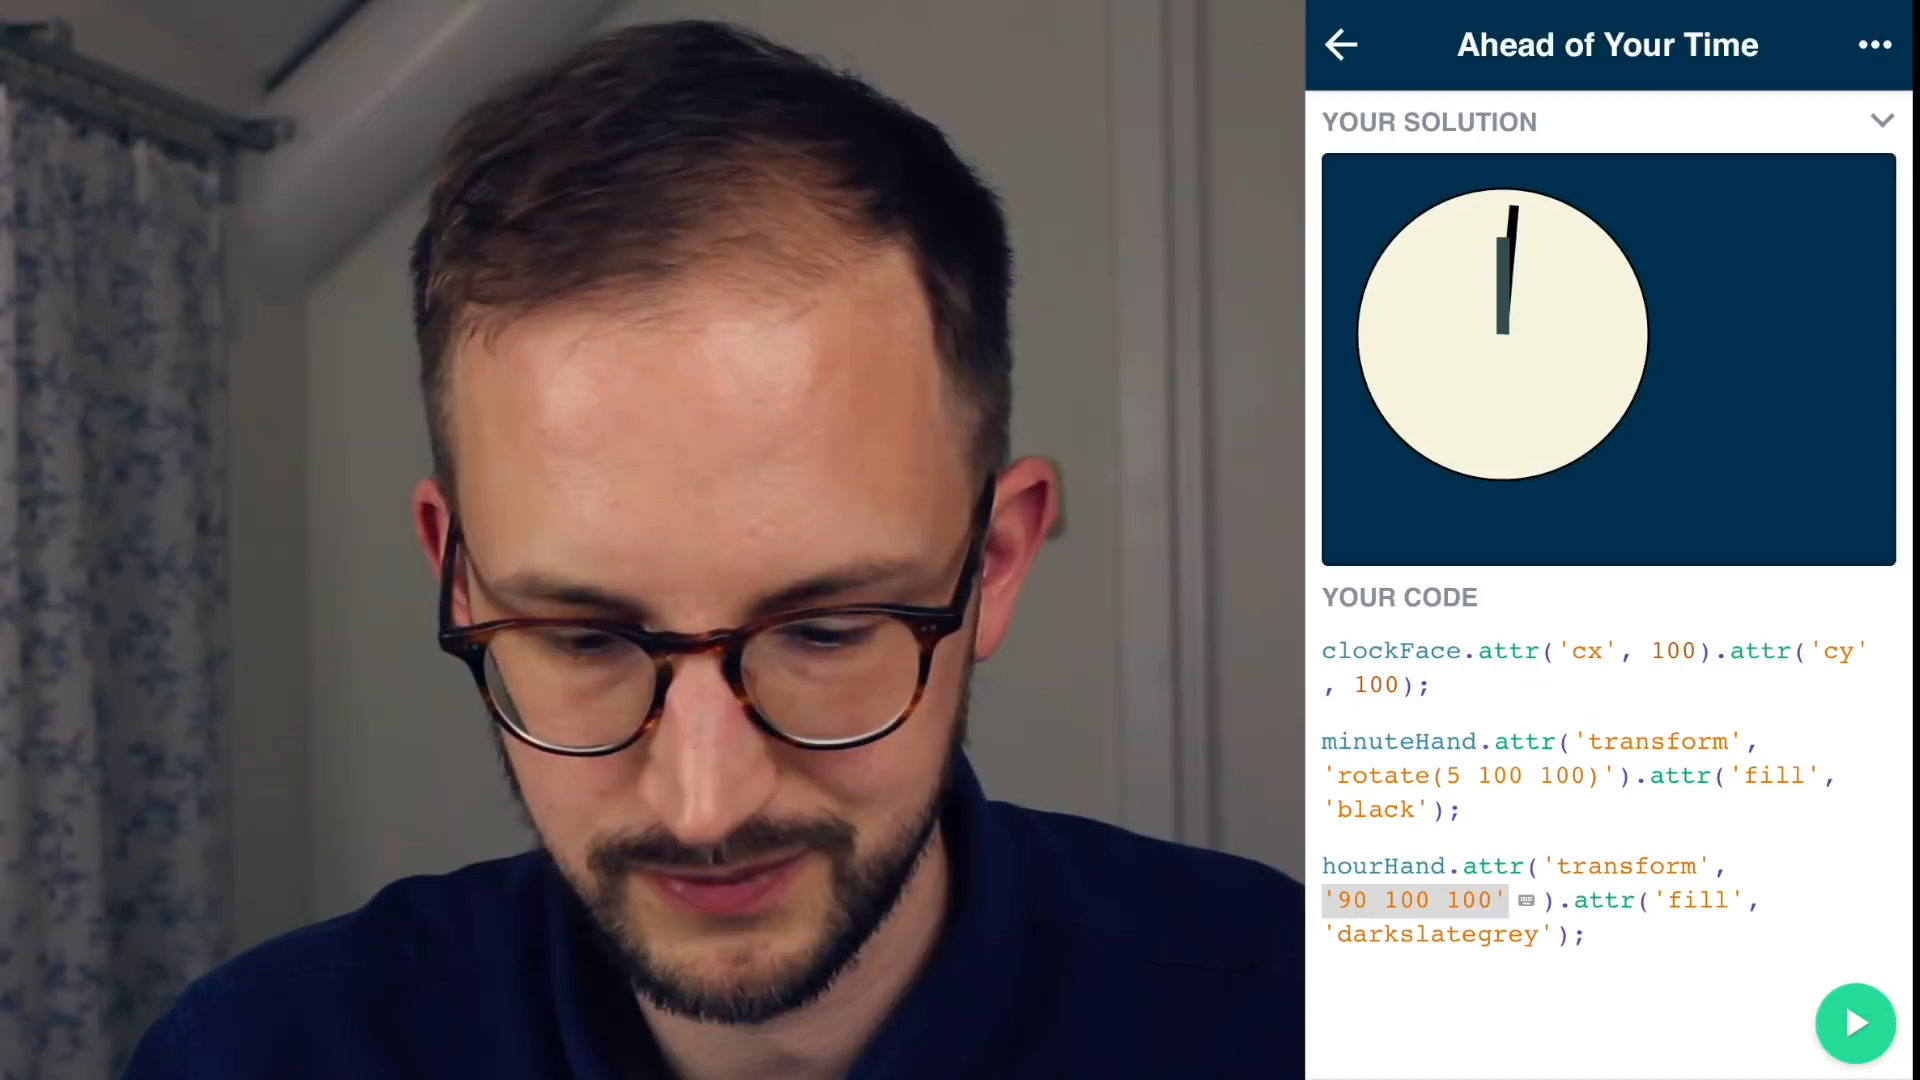 Ahead of Your Time
YOUR SOLUTION
YOUR CODE
clockFace.attr('cx', 100).attr('cy'
, 100);
minuteHand.attr('transform',
'rotate(5 100 100)').attr('fill',
'black');
hourHand.attr('transform',
'90 100 100' ).attr('fill',
'darkslategrey');